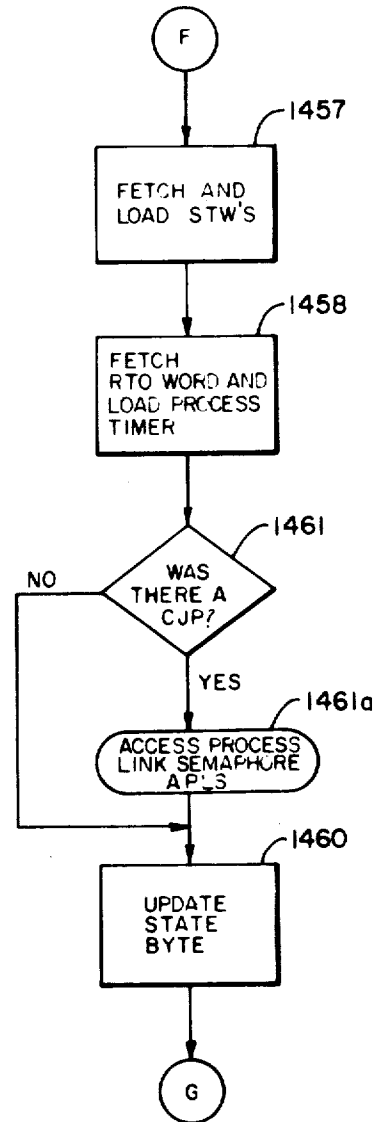 F
1457
FETCH AND
LOAD STW'S
1458
FETCH
RTO WORD AND
LOAD PROCESS
TIMER
1461
WAS
THERE A
CJP?
NO
YES
1461a
ACCESS PROCESS
LINK SEMAPHORE
APLS
1460
UPDATE
STATE
BYTE
G